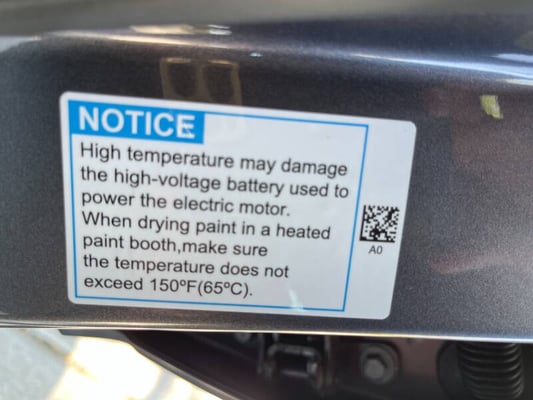 NOTICE
High temperature may damage
the high-voltage battery used to
power the electric motor.
When drying paint in a heated
paint booth,make sure
the temperature does not
exceed 150ºF(65ºC).
A0